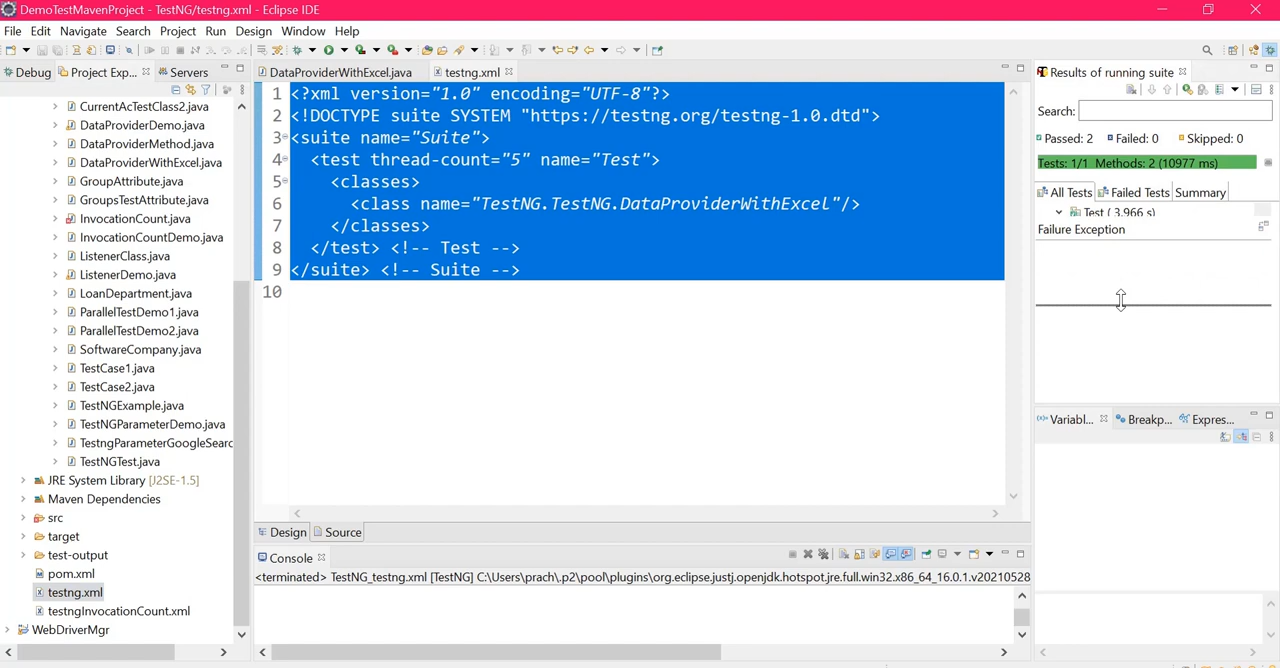 DemoTestMavenProject - TestNG/testng.xml - Eclipse IDE
File Edit Navigate Search Project Run Design Window Help
Debug Project Exp... Servers
DataProviderWithExcel.java testng.xml
Results of running suite
CurrentAcTestClass2.java
DataProviderDemo.java
DataProviderMethod.java
DataProviderWithExcel.java
GroupAttribute.java
GroupsTestAttribute.java
InvocationCount.java
InvocationCountDemo.java
ListenerClass.java
ListenerDemo.java
LoanDepartment.java
ParallelTestDemo1.java
ParallelTestDemo2.java
SoftwareCompany.java
TestCase1.java
TestCase2.java
TestNGExample.java
TestNGParameterDemo.java
TestngParameterGoogleSearc
TestNGTest.java
JRE System Library [J2SE-1.5]
Maven Dependencies
src
target
test-output
pom.xml
testng.xml
testngInvocationCount.xml
WebDriverMgr
1 <?xml version="1.0" encoding="UTF-8"?>
2 <!DOCTYPE suite SYSTEM "https://testng.org/testng-1.0.dtd">
3 <suite name="Suite">
4 <test thread-count="5" name="Test">
5 <classes>
6 <class name="TestNG.TestNG.DataProviderWithExcel"/>
7 </classes>
8 </test> <!-- Test -->
9 </suite> <!-- Suite -->
10
Design Source
Console
<terminated> TestNG_testng.xml [TestNG] C:\Users\prach\.p2\pool\plugins\org.eclipse.justj.openjdk.hotspot.jre.full.win32.x86_64_16.0.1.v20210528
Search:
Passed: 2 Failed: 0 Skipped: 0
Tests: 1/1 Methods: 2 (10977 ms)
All Tests Failed Tests Summary
Test ( 3.966 s)
Failure Exception
Variabl... Breakp... Expres...